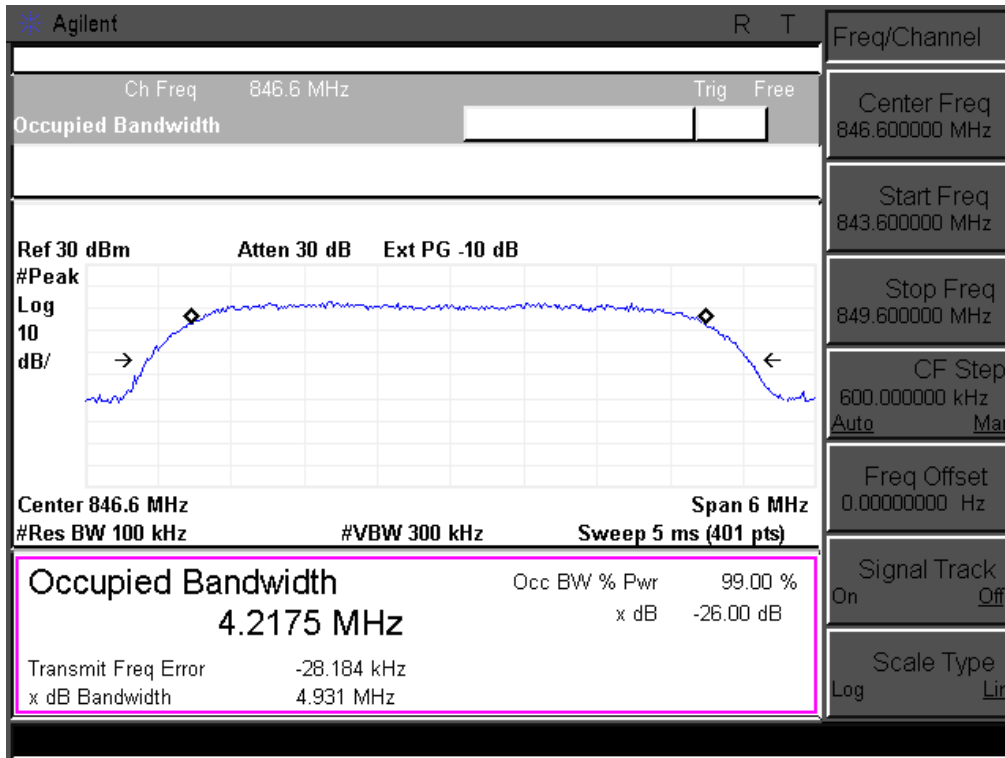 Agilent R T
Ch Freq 846.6 MHz Trig Free
Occupied Bandwidth
Ref 30 dBm Atten 30 dB Ext PG -10 dB
#Peak
Log
10
dB/
Center 846.6 MHz Span 6 MHz
#Res BW 100 kHz #VBW 300 kHz Sweep 5 ms (401 pts)
Occupied Bandwidth Occ BW % Pwr 99.00 %
4.2175 MHz x dB -26.00 dB
Transmit Freq Error -28.184 kHz
x dB Bandwidth 4.931 MHz
Freq/Channel
Center Freq
846.600000 MHz
Start Freq
843.600000 MHz
Stop Freq
849.600000 MHz
CF Step
600.000000 kHz
Auto Man
Freq Offset
0.00000000 Hz
Signal Track
On Off
Scale Type
Log Lin